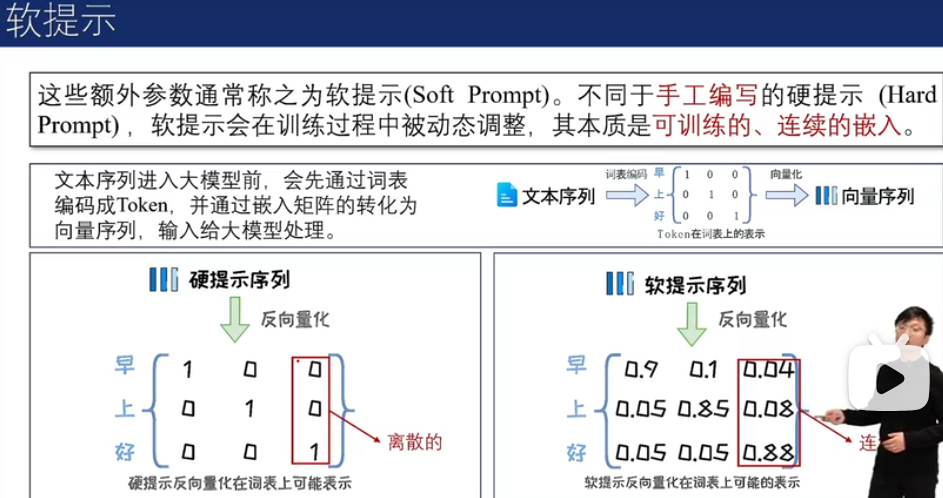 软提示
这些额外参数通常称之为软提示(Soft Prompt)。不同于手工编写的硬提示 (Hard
Prompt) ，软提示会在训练过程中被动态调整，其本质是可训练的、连续的嵌入。
文本序列进入大模型前，会先通过词表
编码成Token，并通过嵌入矩阵的转化为
向量序列，输入给大模型处理。
文本序列 词表编码 向量化 向量序列
早 1 0 0
上 0 1 0
好 0 0 1
Token在词表上的表示
硬提示序列
反向量化
早 1 0 0
上 0 1 0
好 0 0 1
离散的
硬提示反向量化在词表上可能表示
软提示序列
反向量化
早 0.9 0.1 0.04
上 0.05 0.85 0.08
好 0.05 0.05 0.88
连
软提示反向量化在词表上可能的表示